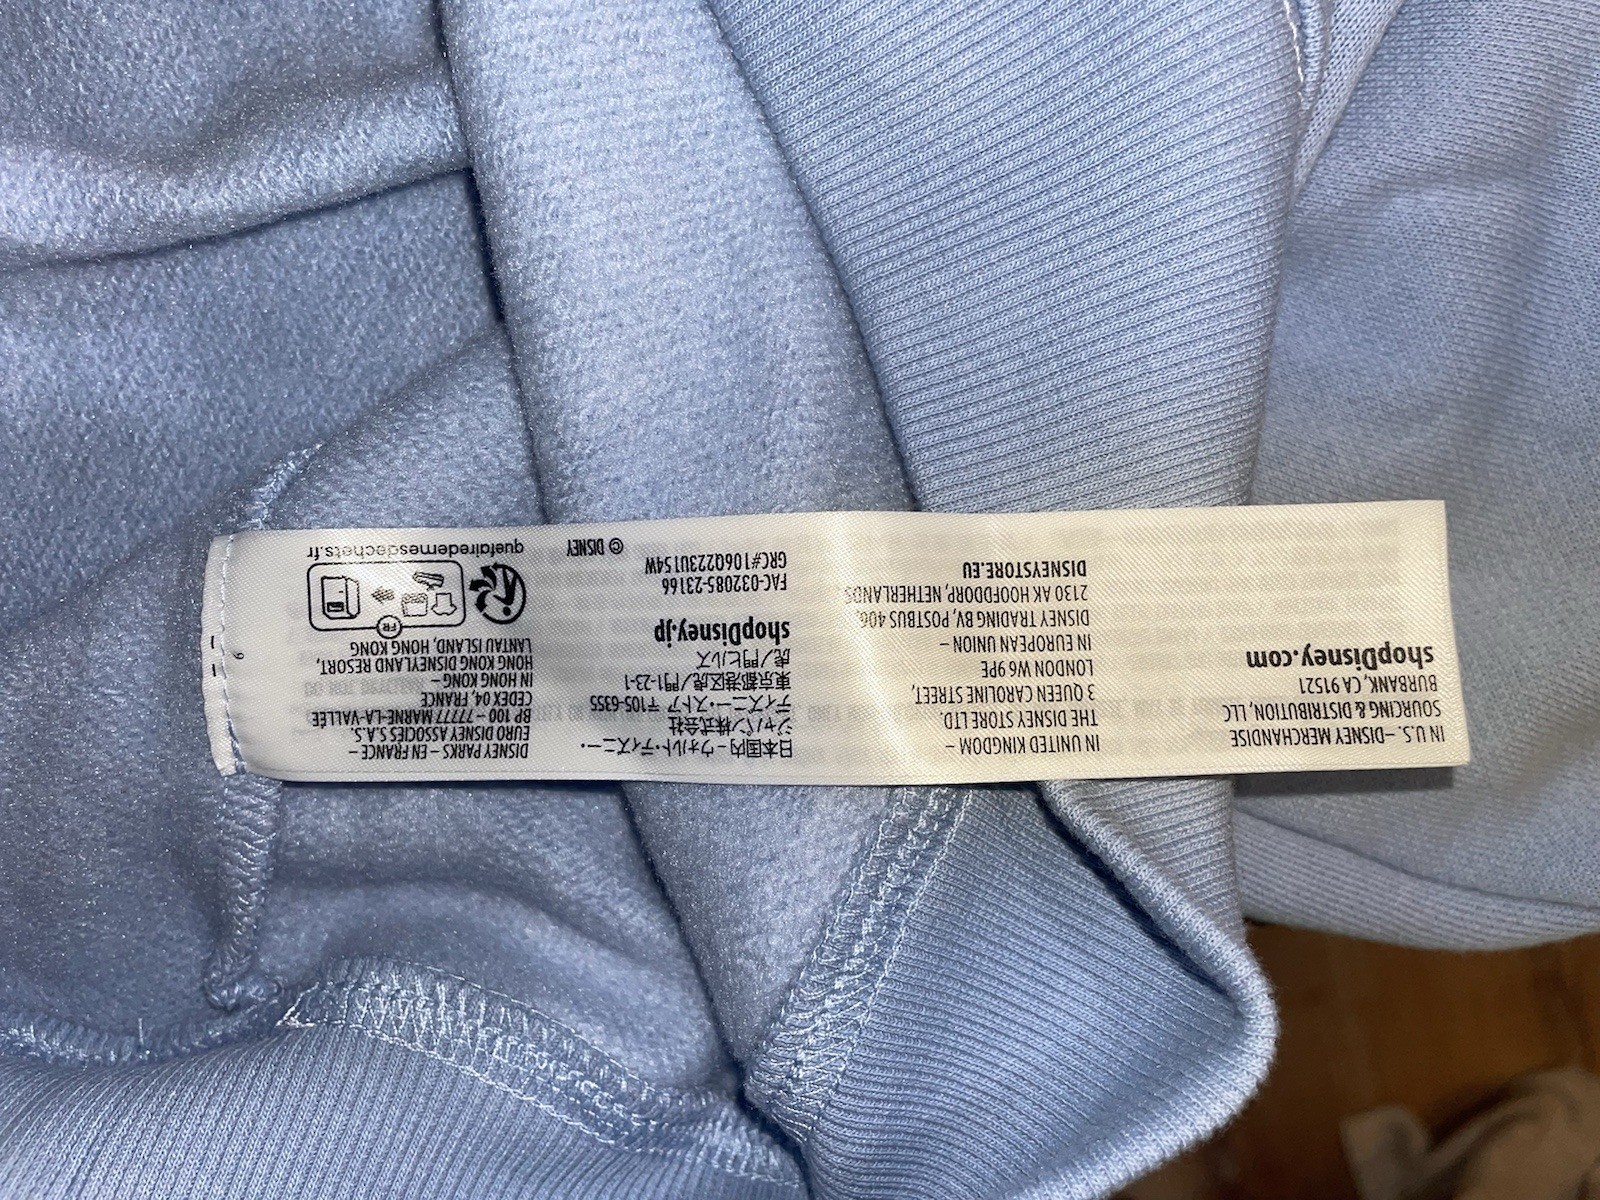 IN U.S. – DISNEY MERCHANDISE
SOURCING & DISTRIBUTION, LLC
BURBANK, CA 91521
shopDisney.com
IN UNITED KINGDOM –
THE DISNEY STORE LTD.
3 QUEEN CAROLINE STREET,
LONDON W6 9PE
IN EUROPEAN UNION –
DISNEY TRADING BV, POSTBUS 406,
2130 AK HOOFDDORP, NETHERLANDS
DISNEYSTORE.EU
日本国内 – ウォルト・ディズニー・
ジャパン株式会社
ディズニー・ストア 〒105-6355
東京都港区虎ノ門1-23-1
虎ノ門ヒルズ
shopDisney.jp
FAC-032085-23166
GRC#106Q223U154W
© DISNEY
DISNEY PARKS – EN FRANCE –
EURO DISNEY ASSOCIES S.A.S.
BP 100 – 77777 MARNE-LA-VALLÉE
CEDEX 04, FRANCE
IN HONG KONG –
HONG KONG DISNEYLAND RESORT,
LANTAU ISLAND, HONG KONG
FR
quefairedemesdechets.fr